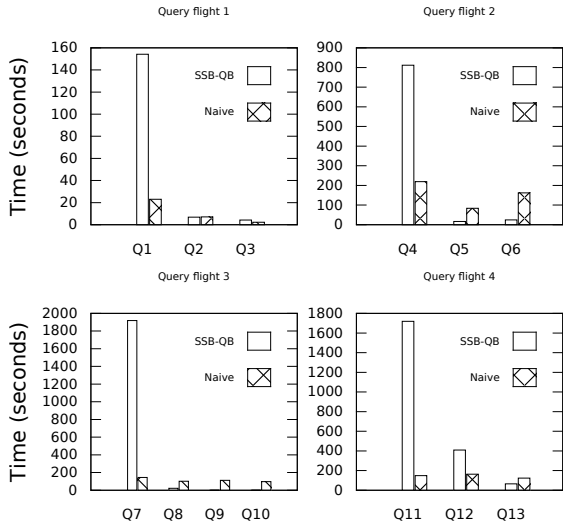 Query flight 1
Time (seconds)
160
140
120
100
80
60
40
20
0
SSB-QB
Naive
Q1 Q2 Q3
Query flight 2
900
800
700
600
500
400
300
200
100
0
SSB-QB
Naive
Q4 Q5 Q6
Query flight 3
Time (seconds)
2000
1800
1600
1400
1200
1000
800
600
400
200
0
SSB-QB
Naive
Q7 Q8 Q9 Q10
Query flight 4
1800
1600
1400
1200
1000
800
600
400
200
0
SSB-QB
Naive
Q11 Q12 Q13